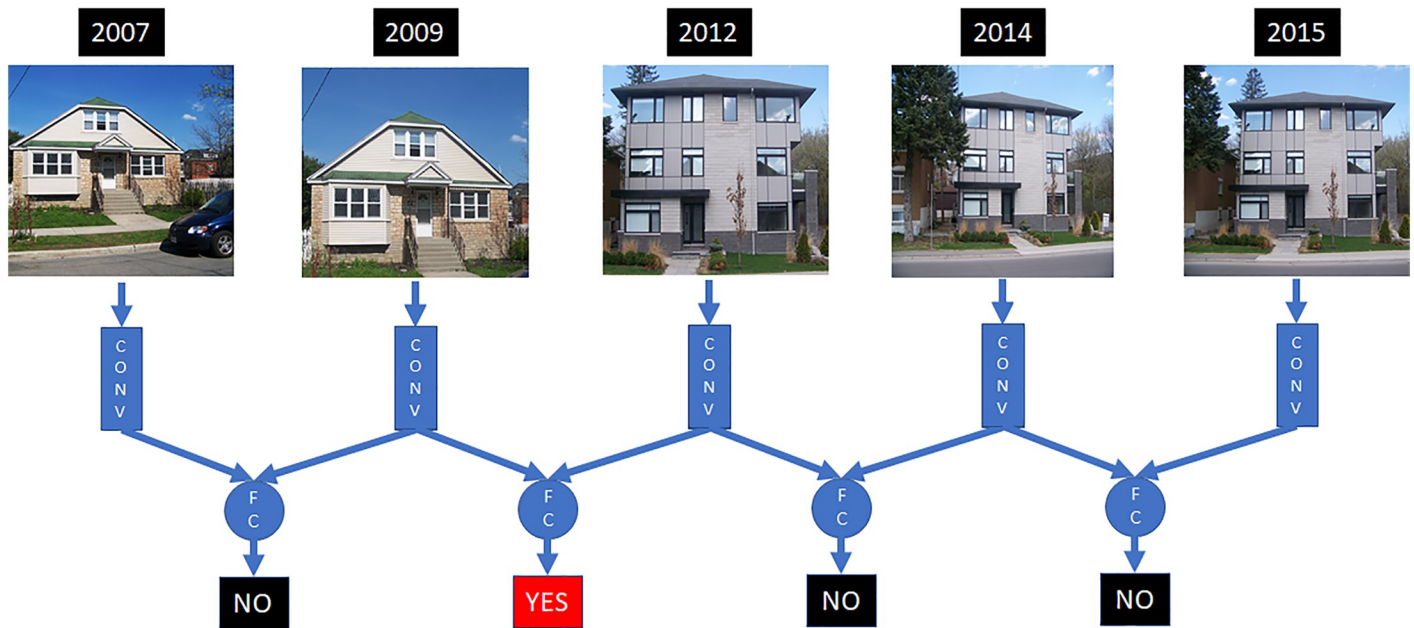 2007
2009
2012
2014
2015
CONV
CONV
CONV
CONV
CONV
FC
FC
FC
FC
NO
YES
NO
NO